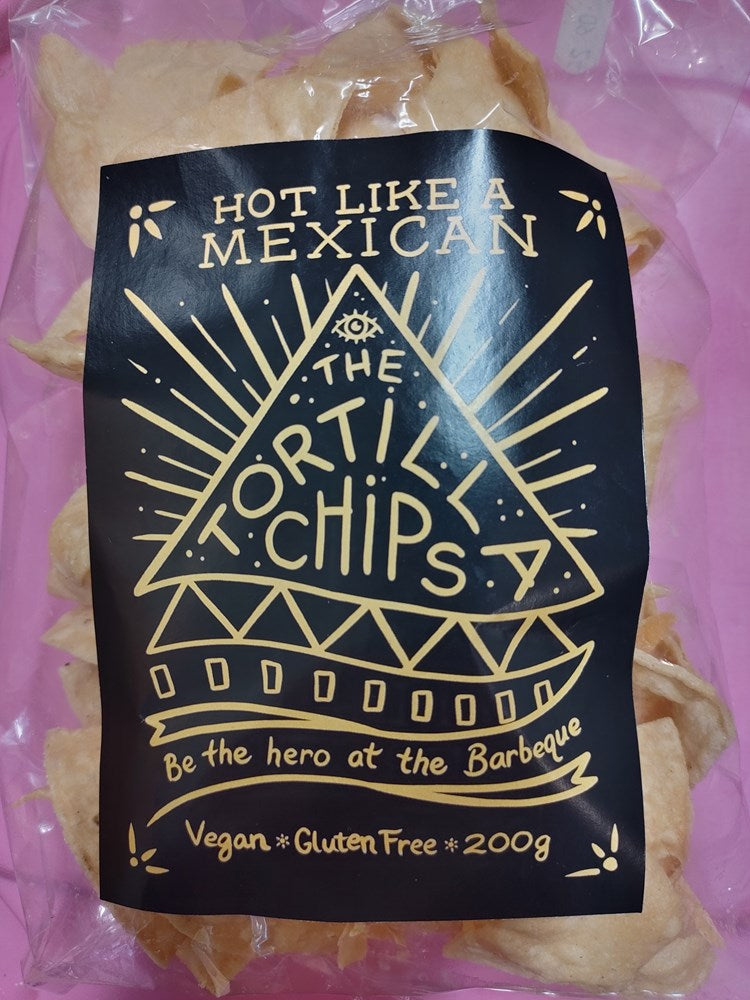 HOT LIKE A
MEXICAN
THE
TORTILLA
CHIPS
Be the hero at the Barbeque
Vegan * Gluten Free * 200g